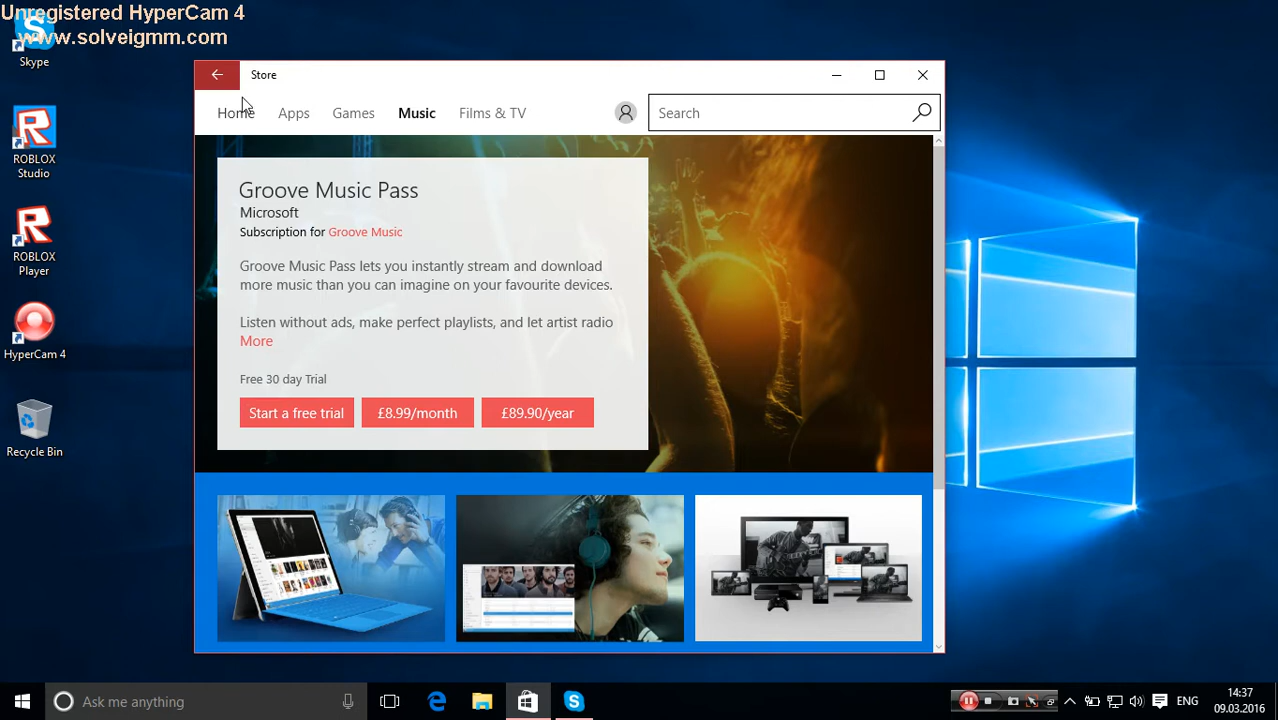 Unregistered HyperCam 4
www.solveigmm.com
Skype
ROBLOX
Studio
ROBLOX
Player
HyperCam 4
Recycle Bin
Store
Home Apps Games Music Films & TV Search
Groove Music Pass
Microsoft
Subscription for Groove Music
Groove Music Pass lets you instantly stream and download
more music than you can imagine on your favourite devices.
Listen without ads, make perfect playlists, and let artist radio
More
Free 30 day Trial
Start a free trial £8.99/month £89.90/year
Ask me anything
ENG
14:37
09.03.2016